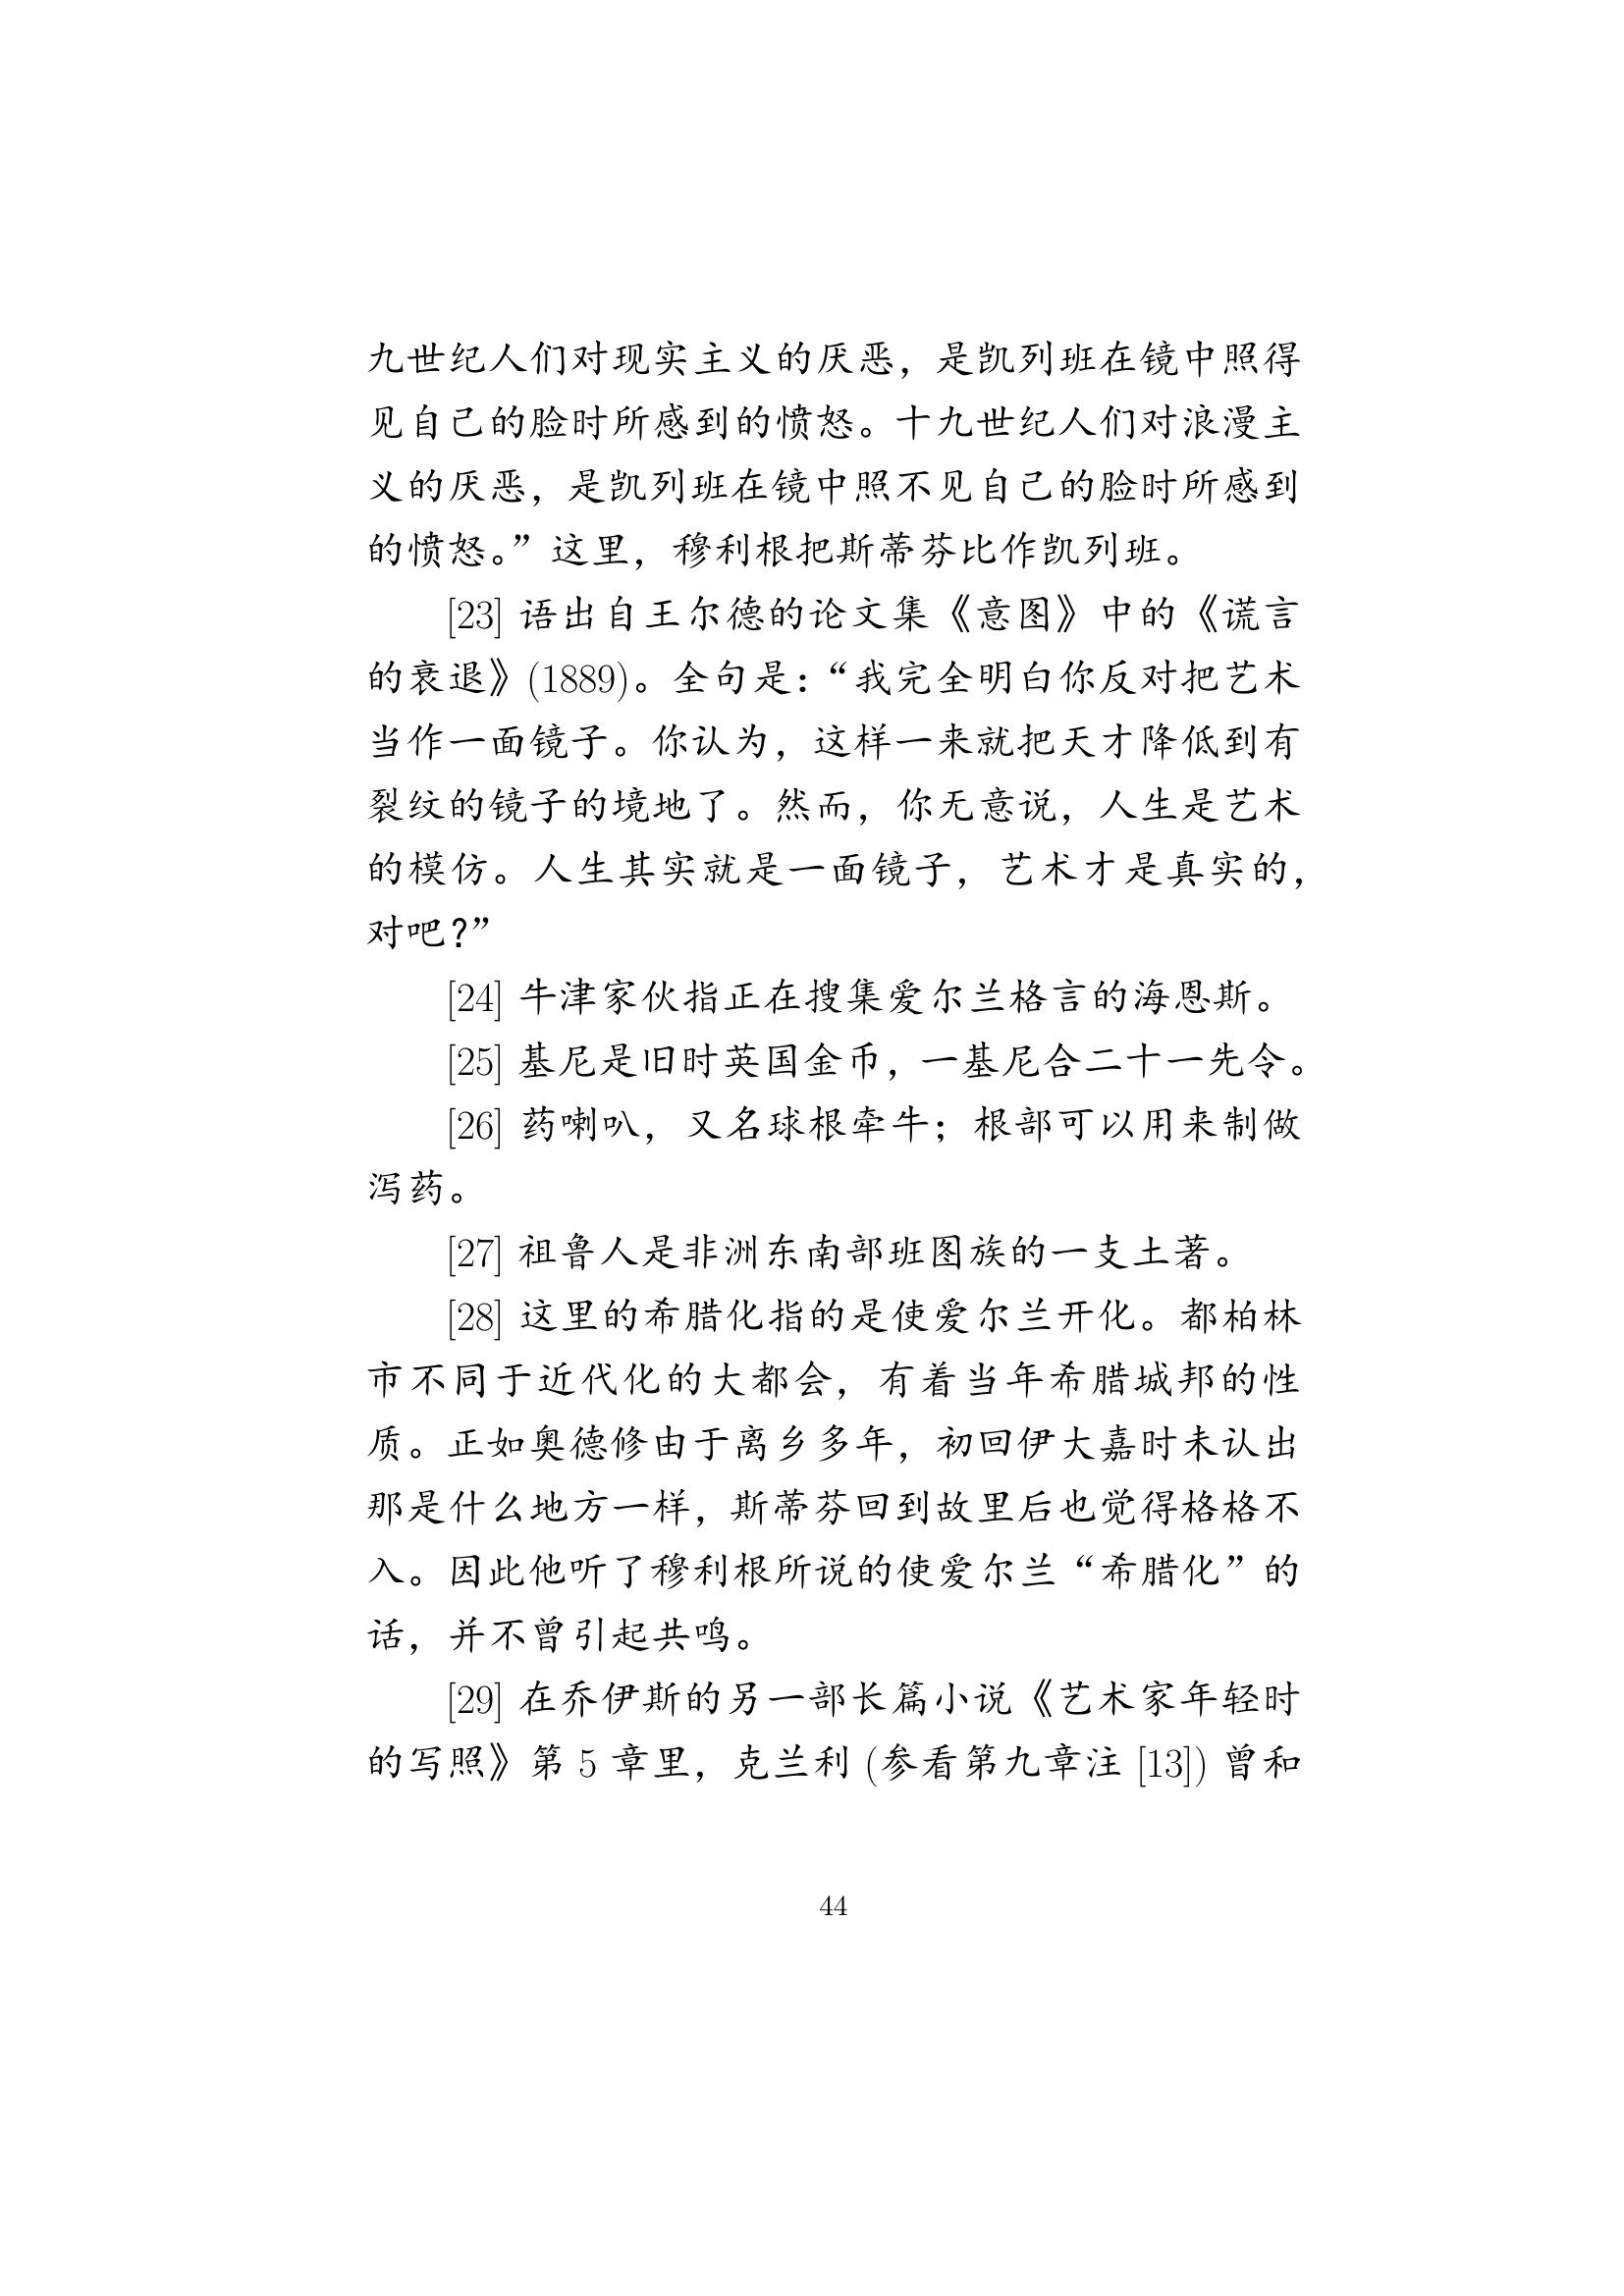 九世纪人们对现实主义的厌恶，是凯列班在镜中照得
见自己的脸时所感到的愤怒。十九世纪人们对浪漫主
义的厌恶，是凯列班在镜中照不见自己的脸时所感到
的愤怒。”这里，穆利根把斯蒂芬比作凯列班。
[23] 语出自王尔德的论文集《意图》中的《谎言
的衰退》(1889)。全句是：“我完全明白你反对把艺术
当作一面镜子。你认为，这样一来就把天才降低到有
裂纹的镜子的境地了。然而，你无意说，人生是艺术
的模仿。人生其实就是一面镜子，艺术才是真实的，
对吧？”
[24] 牛津家伙指正在搜集爱尔兰格言的海恩斯。
[25] 基尼是旧时英国金币，一基尼合二十一先令。
[26] 药喇叭，又名球根牵牛；根部可以用来制做
泻药。
[27] 祖鲁人是非洲东南部班图族的一支土著。
[28] 这里的希腊化指的是使爱尔兰开化。都柏林
市不同于近代化的大都会，有着当年希腊城邦的性
质。正如奥德修由于离乡多年，初回伊大嘉时未认出
那是什么地方一样，斯蒂芬回到故里后也觉得格格不
入。因此他听了穆利根所说的使爱尔兰“希腊化”的
话，并不曾引起共鸣。
[29] 在乔伊斯的另一部长篇小说《艺术家年轻时
的写照》第 5 章里，克兰利 (参看第九章注 [13]) 曾和
44